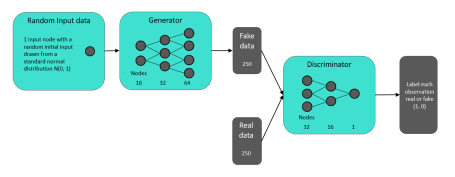 Random Input data
1 input node with a
random initial input
drawn from a
standard normal
distribution N(0, 1)
Generator
Nodes
16 32 64
Fake
data
250
Real
data
250
Discriminator
Nodes
32 16 1
Label each
observation
real or fake
(1, 0)